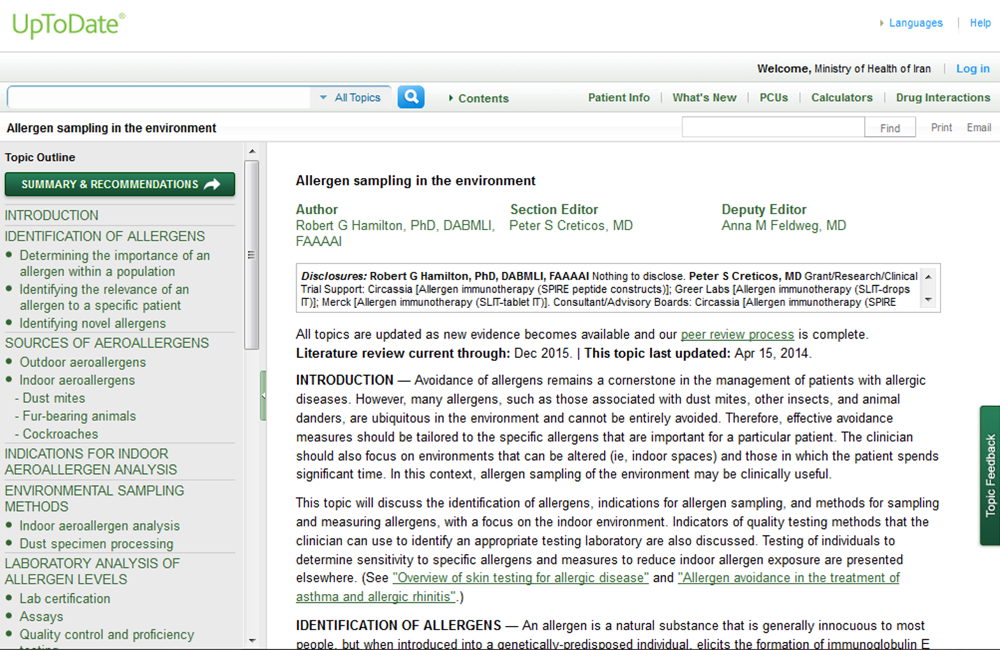 UpToDate®
Languages | Help
Welcome, Ministry of Health of Iran | Log in
All Topics
Contents
Patient Info | What's New | PCUs | Calculators | Drug Interactions
Allergen sampling in the environment
Find
Print
Email
Topic Outline
SUMMARY & RECOMMENDATIONS
INTRODUCTION
IDENTIFICATION OF ALLERGENS
• Determining the importance of an
allergen within a population
• Identifying the relevance of an
allergen to a specific patient
• Identifying novel allergens
SOURCES OF AEROALLERGENS
• Outdoor aeroallergens
• Indoor aeroallergens
- Dust mites
- Fur-bearing animals
- Cockroaches
INDICATIONS FOR INDOOR
AEROALLERGEN ANALYSIS
ENVIRONMENTAL SAMPLING
METHODS
• Indoor aeroallergen analysis
• Dust specimen processing
LABORATORY ANALYSIS OF
ALLERGEN LEVELS
• Lab certification
• Assays
• Quality control and proficiency
Allergen sampling in the environment
Author
Robert G Hamilton, PhD, DABMLI,
FAAAAI
Section Editor
Peter S Creticos, MD
Deputy Editor
Anna M Feldweg, MD
Disclosures: Robert G Hamilton, PhD, DABMLI, FAAAAI Nothing to disclose. Peter S Creticos, MD Grant/Research/Clinical
Trial Support: Circassia [Allergen immunotherapy (SPIRE peptide constructs)]; Greer Labs [Allergen immunotherapy (SLIT-drops
IT)]; Merck [Allergen immunotherapy (SLIT-tablet IT)]. Consultant/Advisory Boards: Circassia [Allergen immunotherapy (SPIRE
All topics are updated as new evidence becomes available and our peer review process is complete.
Literature review current through: Dec 2015. | This topic last updated: Apr 15, 2014.
INTRODUCTION — Avoidance of allergens remains a cornerstone in the management of patients with allergic
diseases. However, many allergens, such as those associated with dust mites, other insects, and animal
danders, are ubiquitous in the environment and cannot be entirely avoided. Therefore, effective avoidance
measures should be tailored to the specific allergens that are important for a particular patient. The clinician
should also focus on environments that can be altered (ie, indoor spaces) and those in which the patient spends
significant time. In this context, allergen sampling of the environment may be clinically useful.
This topic will discuss the identification of allergens, indications for allergen sampling, and methods for sampling
and measuring allergens, with a focus on the indoor environment. Indicators of quality testing methods that the
clinician can use to identify an appropriate testing laboratory are also discussed. Testing of individuals to
determine sensitivity to specific allergens and measures to reduce indoor allergen exposure are presented
elsewhere. (See "Overview of skin testing for allergic disease" and "Allergen avoidance in the treatment of
asthma and allergic rhinitis".)
IDENTIFICATION OF ALLERGENS — An allergen is a natural substance that is generally innocuous to most
people, but when introduced into a genetically-predisposed individual, elicits the formation of immunoglobulin E
Topic Feedback